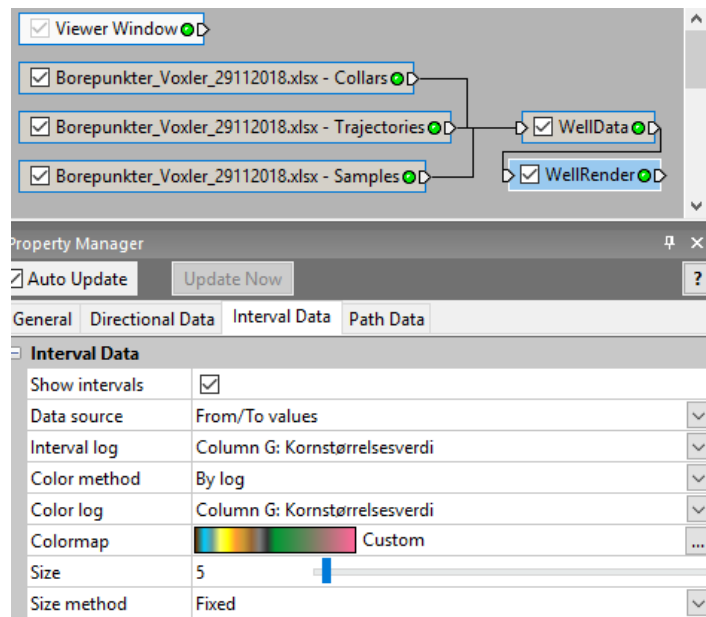 Viewer Window
Borepunkter_Voxler_29112018.xlsx - Collars
Borepunkter_Voxler_29112018.xlsx - Trajectories
WellData
Borepunkter_Voxler_29112018.xlsx - Samples
WellRender
Property Manager
Auto Update Update Now ?
General Directional Data Interval Data Path Data
Interval Data
Show intervals
Data source From/To values
Interval log Column G: Kornstørrelsesverdi
Color method By log
Color log Column G: Kornstørrelsesverdi
Colormap Custom ...
Size 5
Size method Fixed